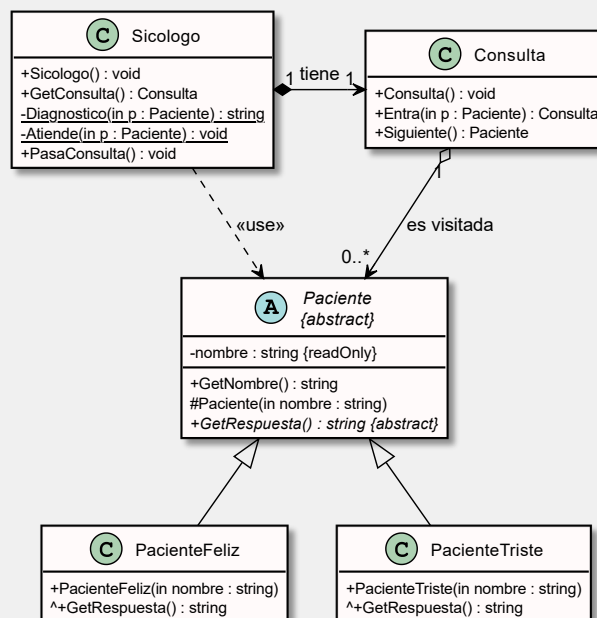 C Sicologo
+Sicologo() : void
+GetConsulta() : Consulta
-Diagnostico(in p : Paciente) : string
-Atiende(in p : Paciente) : void
+PasaConsulta() : void
1 tiene 1
C Consulta
+Consulta() : void
+Entra(in p : Paciente) : Consulta
+Siguiente() : Paciente
1
«use»
es visitada
0..*
A Paciente
{abstract}
-nombre : string {readOnly}
+GetNombre() : string
#Paciente(in nombre : string)
+GetRespuesta() : string {abstract}
C PacienteFeliz
+PacienteFeliz(in nombre : string)
^+GetRespuesta() : string
C PacienteTriste
+PacienteTriste(in nombre : string)
^+GetRespuesta() : string